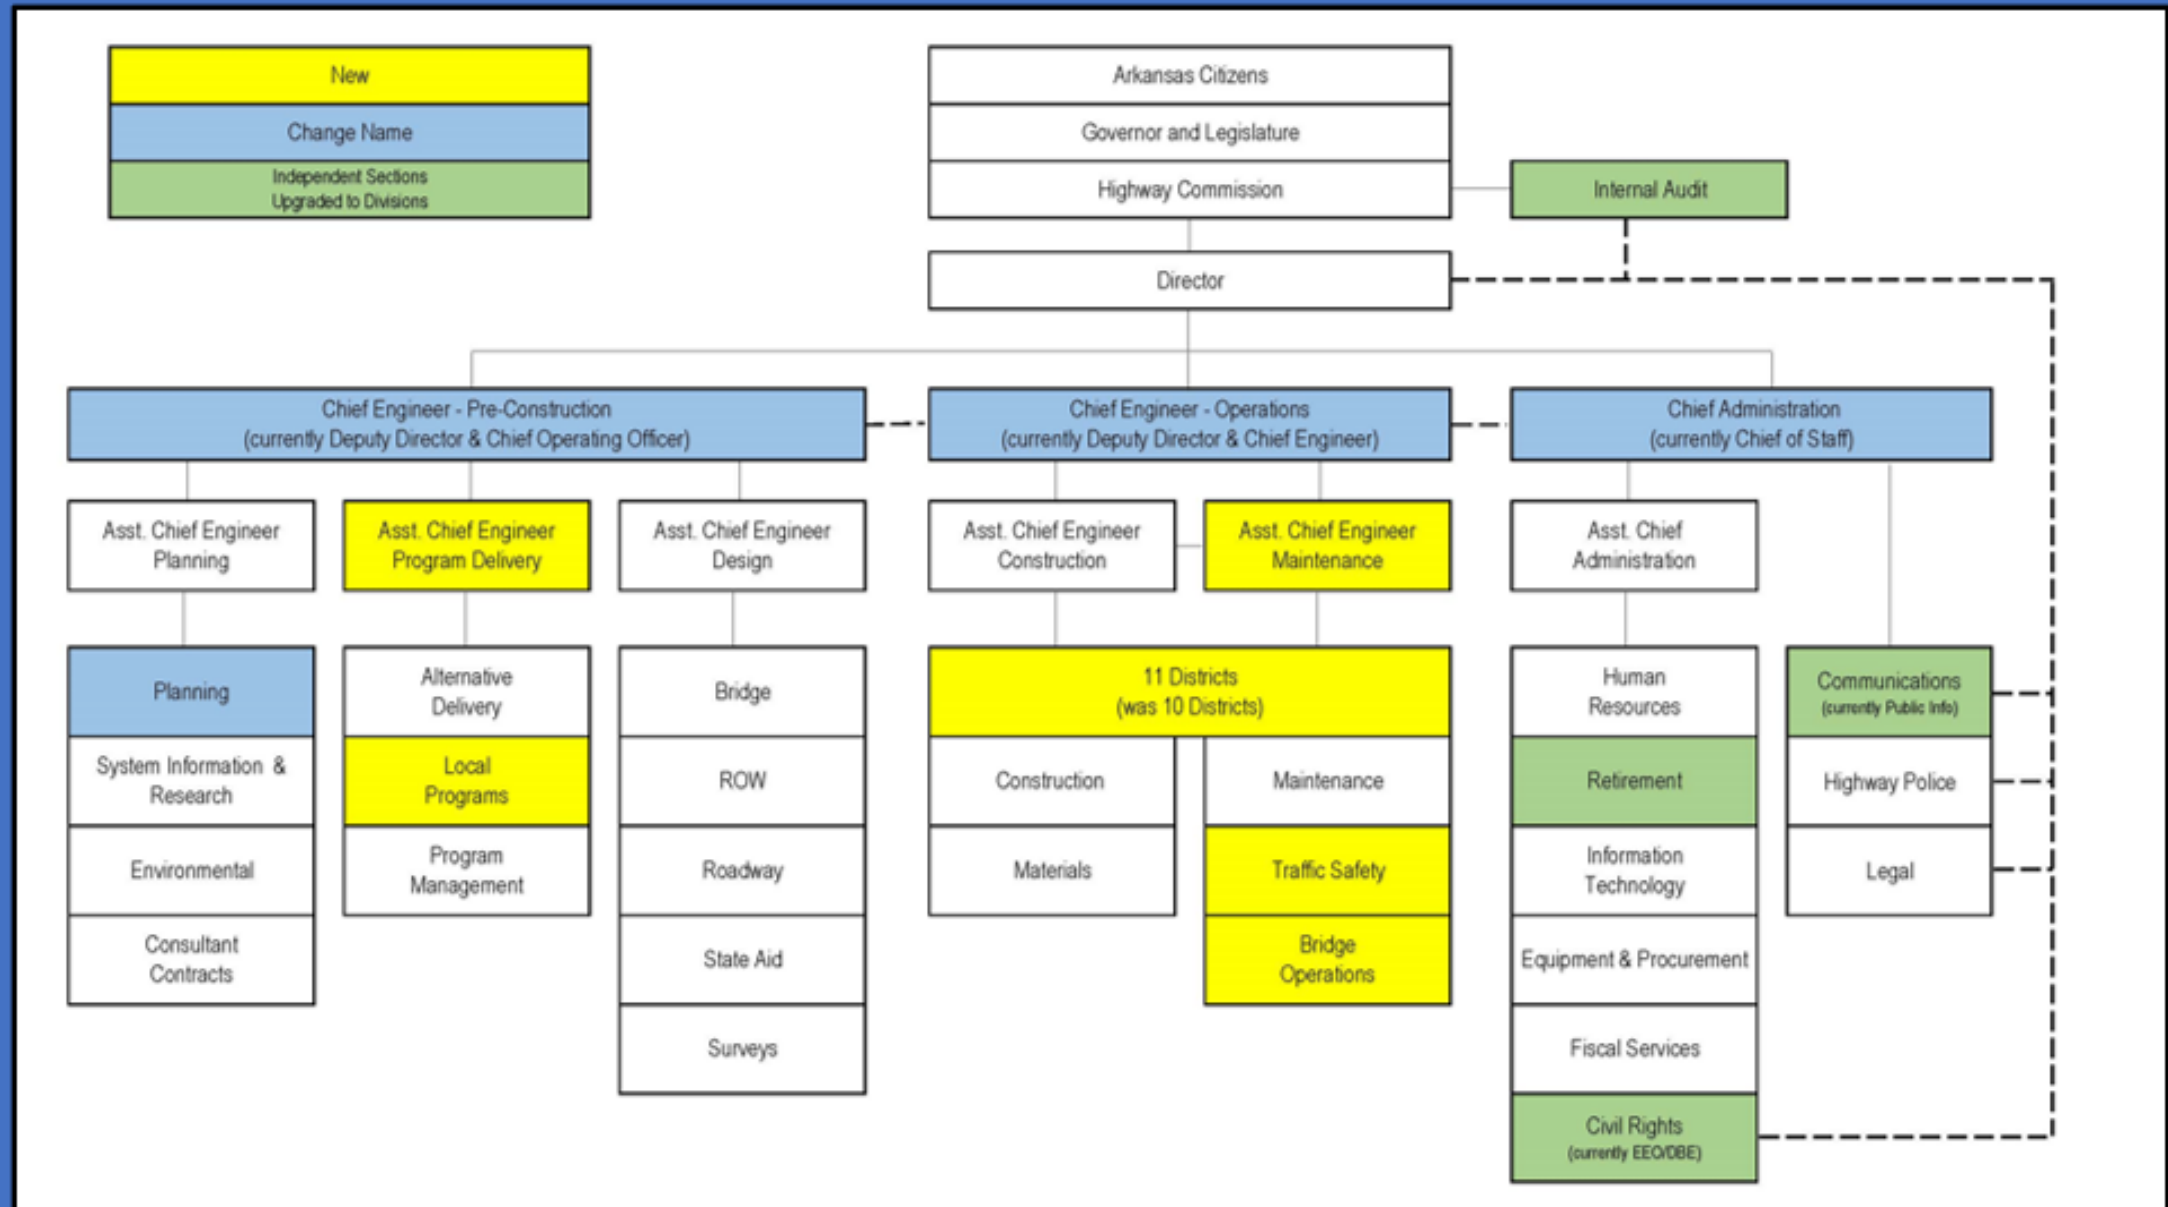 New
Change Name
Independent Sections
Upgraded to Divisions
Arkansas Citizens
Governor and Legislature
Highway Commission
Internal Audit
Director
Chief Engineer - Pre-Construction
(currently Deputy Director & Chief Operating Officer)
Chief Engineer - Operations
(currently Deputy Director & Chief Engineer)
Chief Administration
(currently Chief of Staff)
Asst. Chief Engineer
Planning
Asst. Chief Engineer
Program Delivery
Asst. Chief Engineer
Design
Asst. Chief Engineer
Construction
Asst. Chief Engineer
Maintenance
Asst. Chief
Administration
Planning
System Information &
Research
Environmental
Consultant
Contracts
Alternative
Delivery
Local
Programs
Program
Management
Bridge
ROW
Roadway
State Aid
Surveys
11 Districts
(was 10 Districts)
Construction
Materials
Maintenance
Traffic Safety
Bridge
Operations
Human
Resources
Retirement
Information
Technology
Equipment & Procurement
Fiscal Services
Civil Rights
(currently EEO/DBE)
Communications
(currently Public Info)
Highway Police
Legal